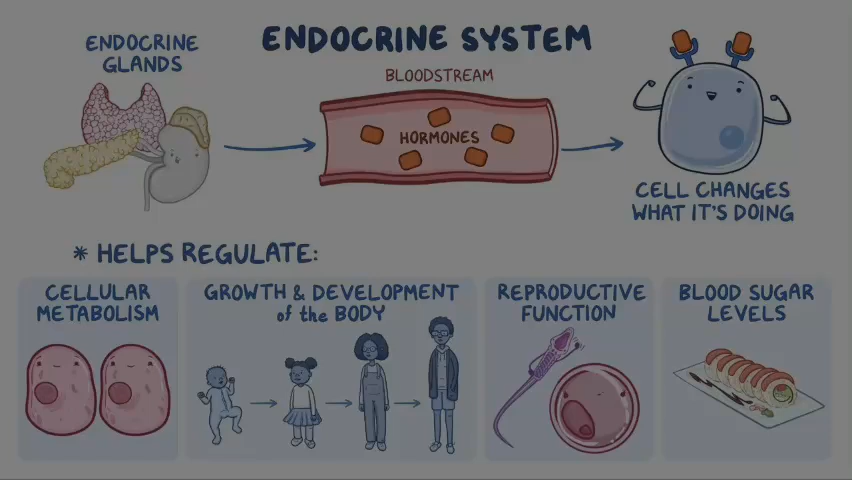 ENDOCRINE SYSTEM
ENDOCRINE
GLANDS
BLOODSTREAM
HORMONES
CELL CHANGES
WHAT IT'S DOING
* HELPS REGULATE:
CELLULAR
METABOLISM
GROWTH & DEVELOPMENT
of the BODY
REPRODUCTIVE
FUNCTION
BLOOD SUGAR
LEVELS